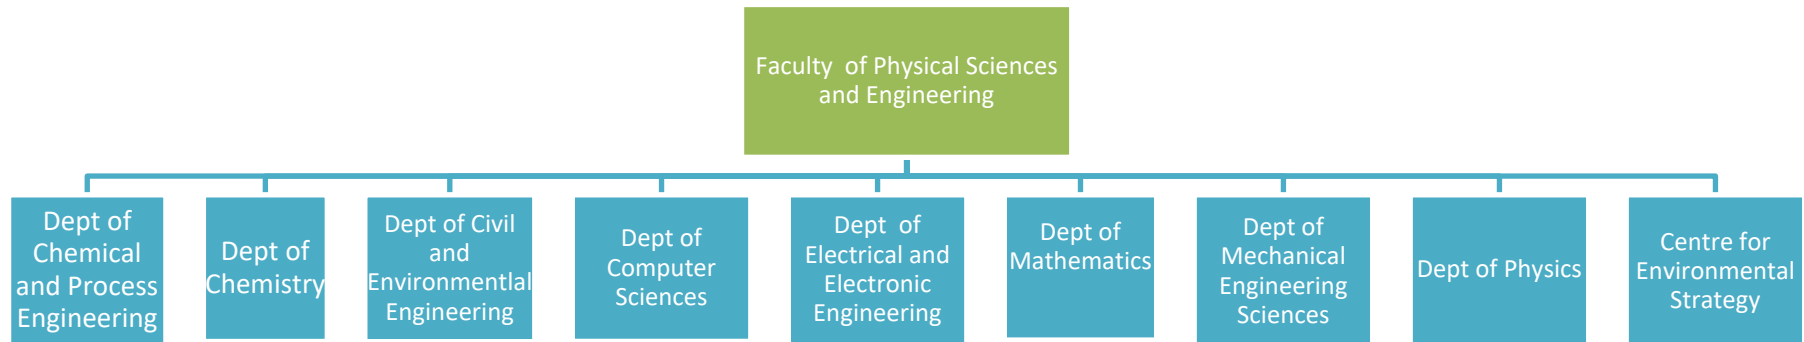 Faculty of Physical Sciences
and Engineering
Dept of
Chemical
and Process
Engineering
Dept of
Chemistry
Dept of Civil
and
Environmentlal
Engineering
Dept of
Computer
Sciences
Dept of
Electrical and
Electronic
Engineering
Dept of
Mathematics
Dept of
Mechanical
Engineering
Sciences
Dept of Physics
Centre for
Environmental
Strategy